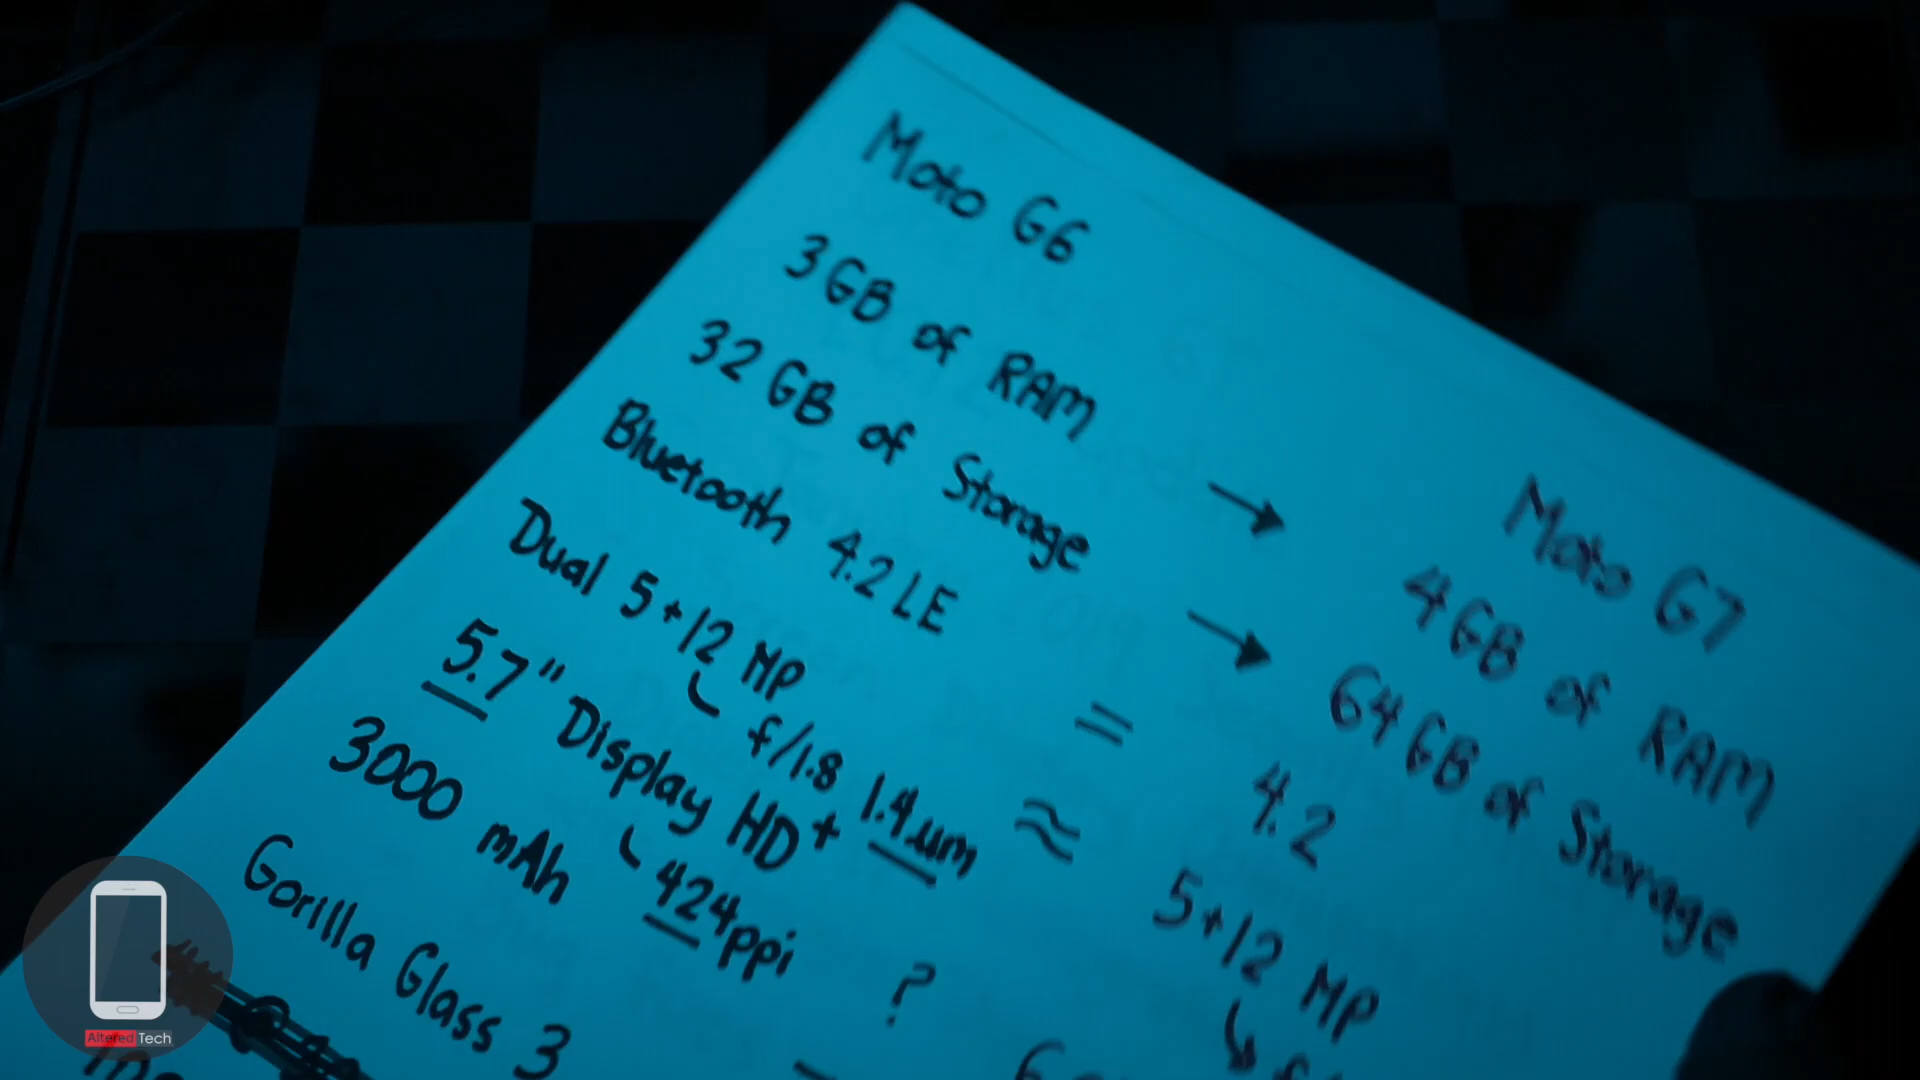 Moto G6
3GB of RAM
32 GB of Storage
Bluetooth 4.2 LE
Dual 5+12 MP
f/1.8 1.4µm
5.7" Display HD+
424ppi
3000 mAh
Gorilla Glass 3
→ Moto G7
→ 4GB of RAM
64GB of Storage
= 4.2
≈ 5+12 MP
?
Altered Tech